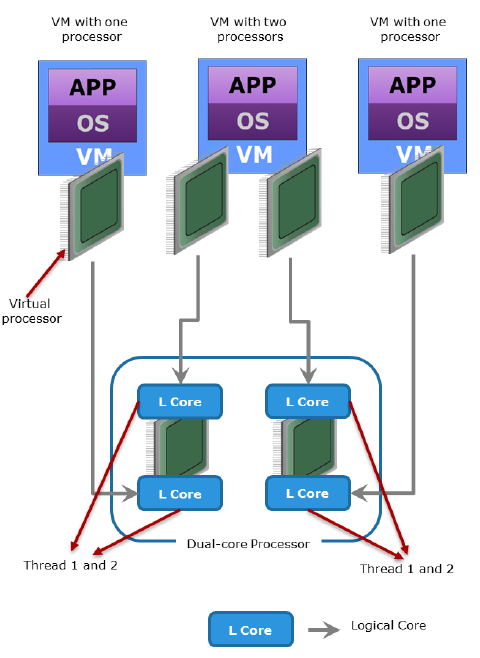 VM with one
processor
VM with two
processors
VM with one
processor
APP
OS
VM
APP
OS
VM
APP
OS
VM
Virtual
processor
L Core
L Core
L Core
L Core
Dual-core Processor
Thread 1 and 2
Thread 1 and 2
L Core
Logical Core